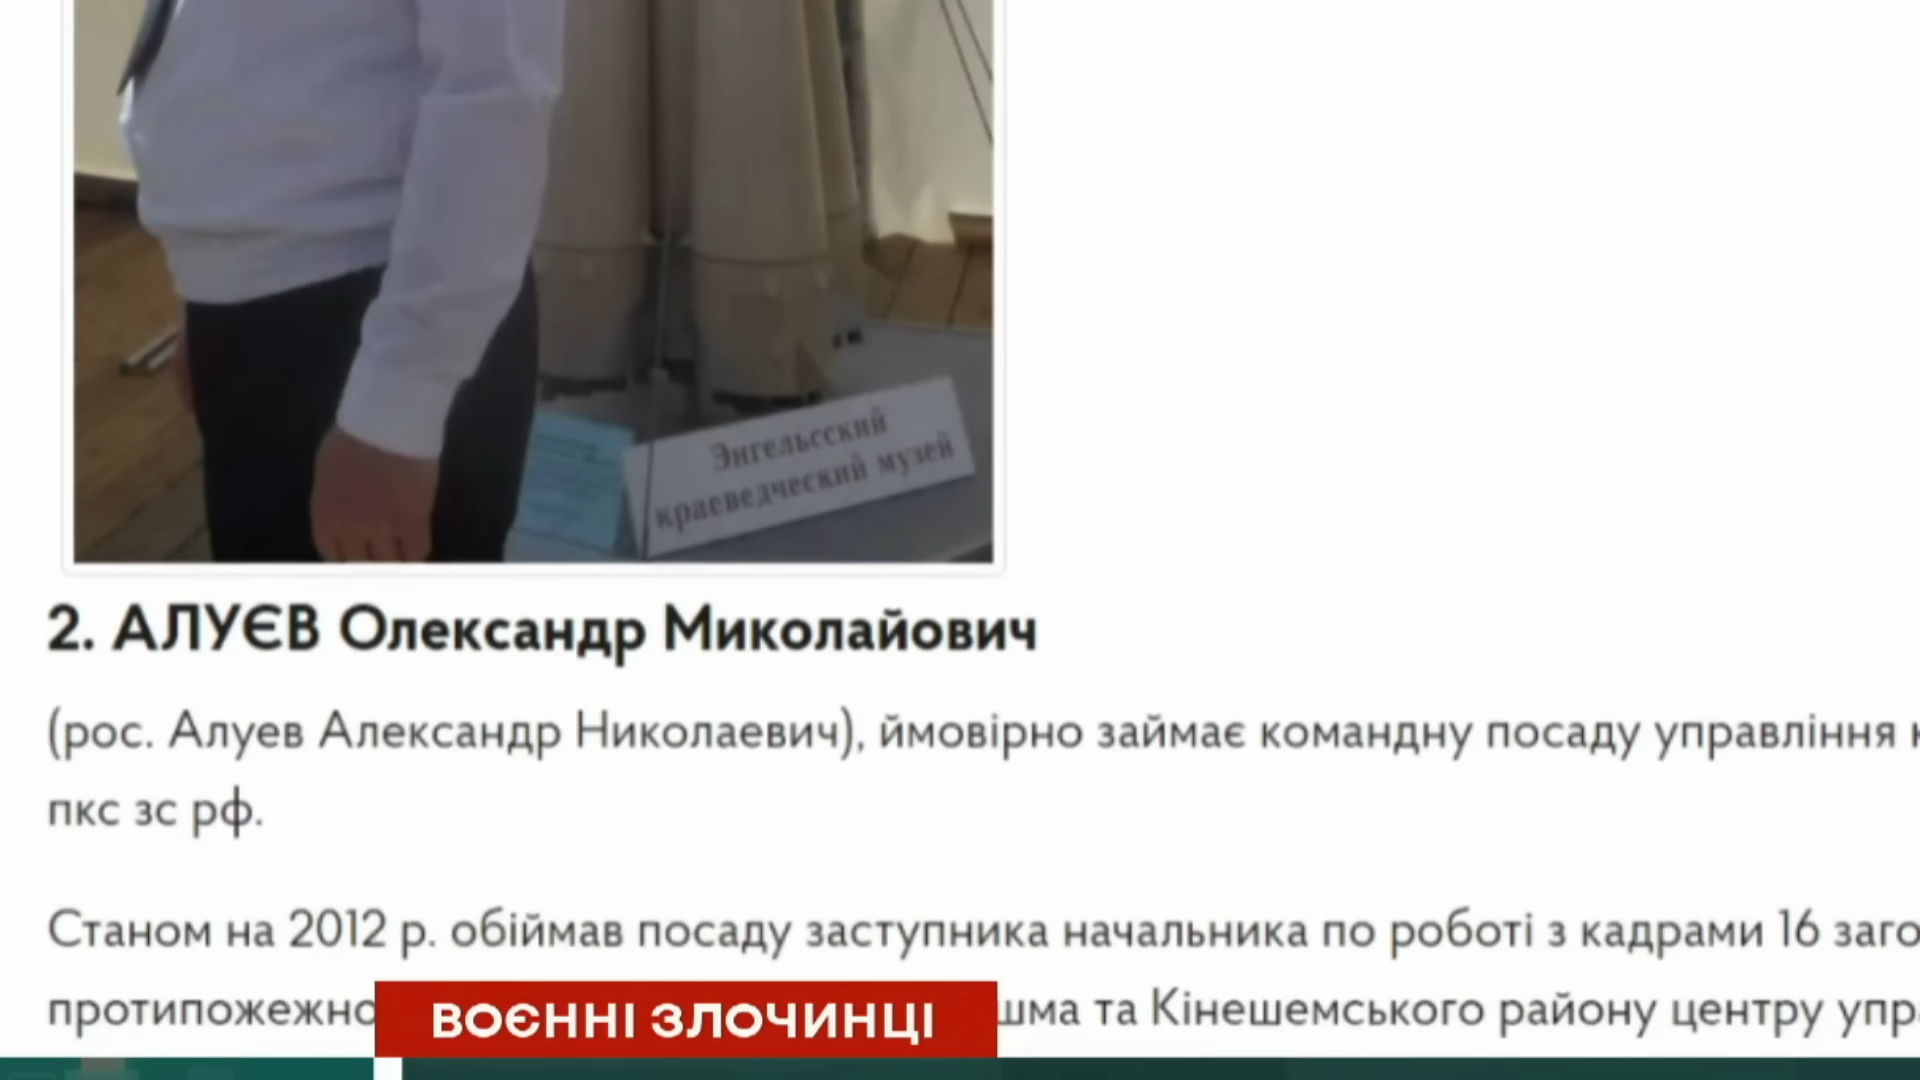 Энгельсский
краеведческий музей
2. АЛУЄВ Олександр Миколайович
(рос. Алуев Александр Николаевич), ймовірно займає командну посаду управління
пкс зс рф.
Станом на 2012 р. обіймав посаду заступника начальника по роботі з кадрами 16
протипожежно
шма та Кінешемського району центру
ВОЄННІ ЗЛОЧИНЦІ